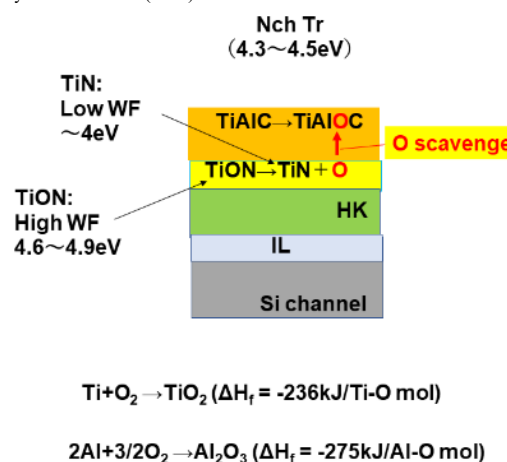 Nch Tr
(4.3～4.5eV)
TiN:
Low WF
～4eV
TiAlC→TiAlOC
O scavenge
TiON→TiN + O
TiON:
High WF
4.6～4.9eV
HK
IL
Si channel
Ti+O₂→TiO₂ (ΔHf = -236kJ/Ti-O mol)
2Al+3/2O₂→Al₂O₃ (ΔHf = -275kJ/Al-O mol)